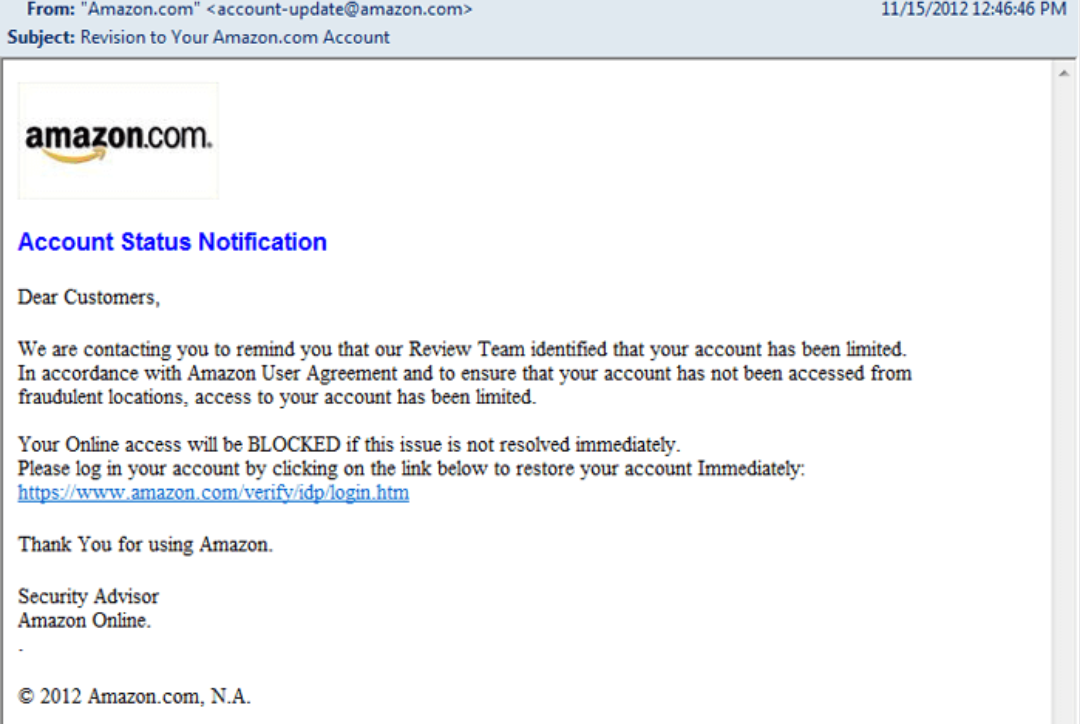 From: "Amazon.com" <account-update@amazon.com> 11/15/2012 12:46:46 PM
Subject: Revision to Your Amazon.com Account
amazon.com.
Account Status Notification
Dear Customers,
We are contacting you to remind you that our Review Team identified that your account has been limited.
In accordance with Amazon User Agreement and to ensure that your account has not been accessed from
fraudulent locations, access to your account has been limited.
Your Online access will be BLOCKED if this issue is not resolved immediately.
Please log in your account by clicking on the link below to restore your account Immediately:
https://www.amazon.com/verify/idp/login.htm
Thank You for using Amazon.
Security Advisor
Amazon Online.
-
© 2012 Amazon.com, N.A.